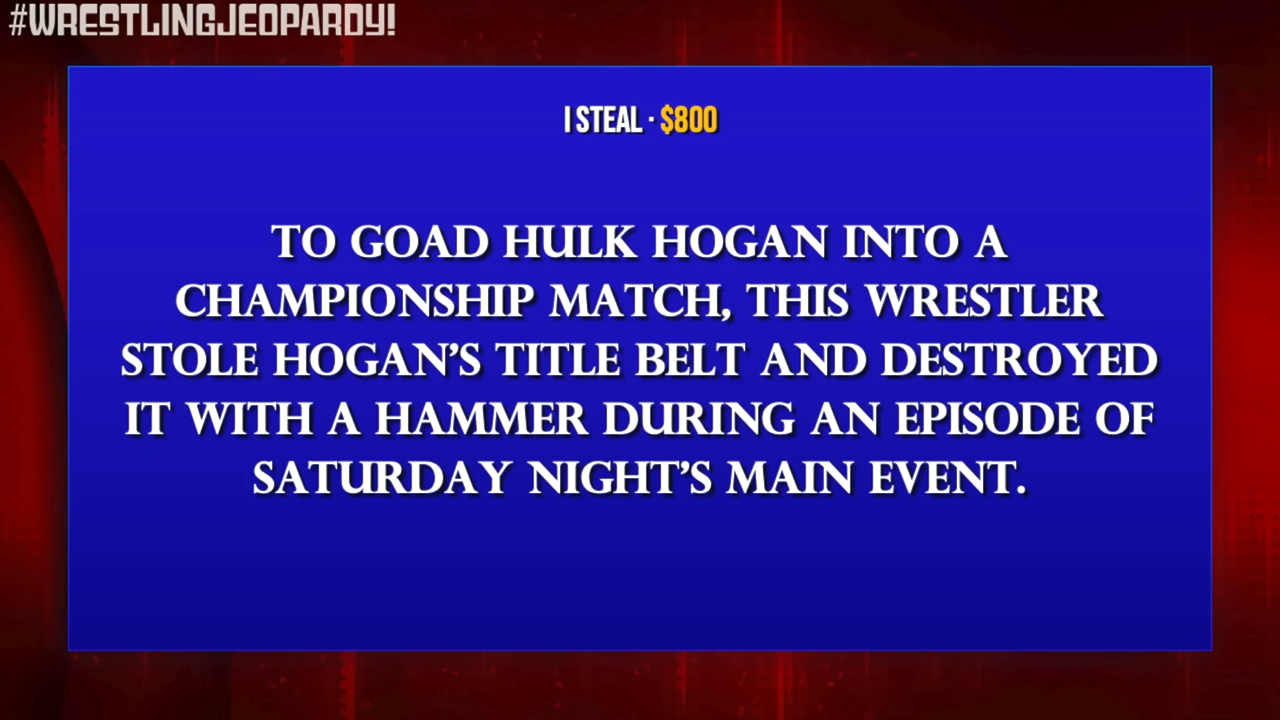 #WRESTLINGJEOPARDY!
I STEAL · $800
TO GOAD HULK HOGAN INTO A
CHAMPIONSHIP MATCH, THIS WRESTLER
STOLE HOGAN’S TITLE BELT AND DESTROYED
IT WITH A HAMMER DURING AN EPISODE OF
SATURDAY NIGHT’S MAIN EVENT.